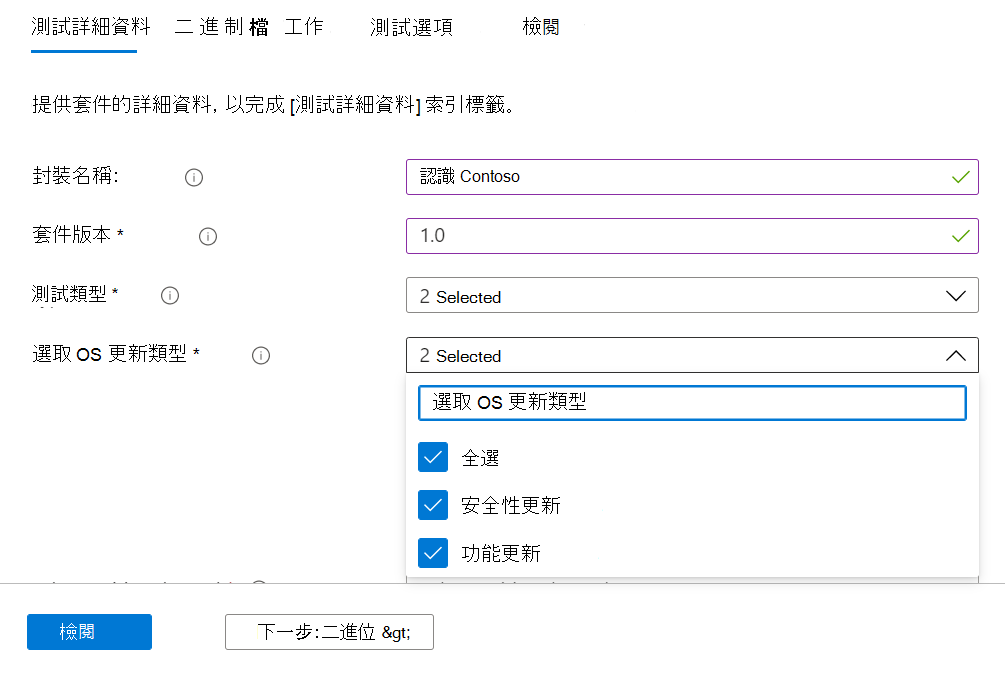 測試詳細資料 二 進 制 檔 工作 測試選項 檢閱
提供套件的詳細資料, 以完成 [測試詳細資料] 索引標籤。
封裝名稱: 認識 Contoso
套件版本 * 1.0
測試類型 * 2 Selected
選取 OS 更新類型 * 2 Selected
選取 OS 更新類型
全選
安全性更新
功能更新
檢閱 下一步:二進位 &gt;